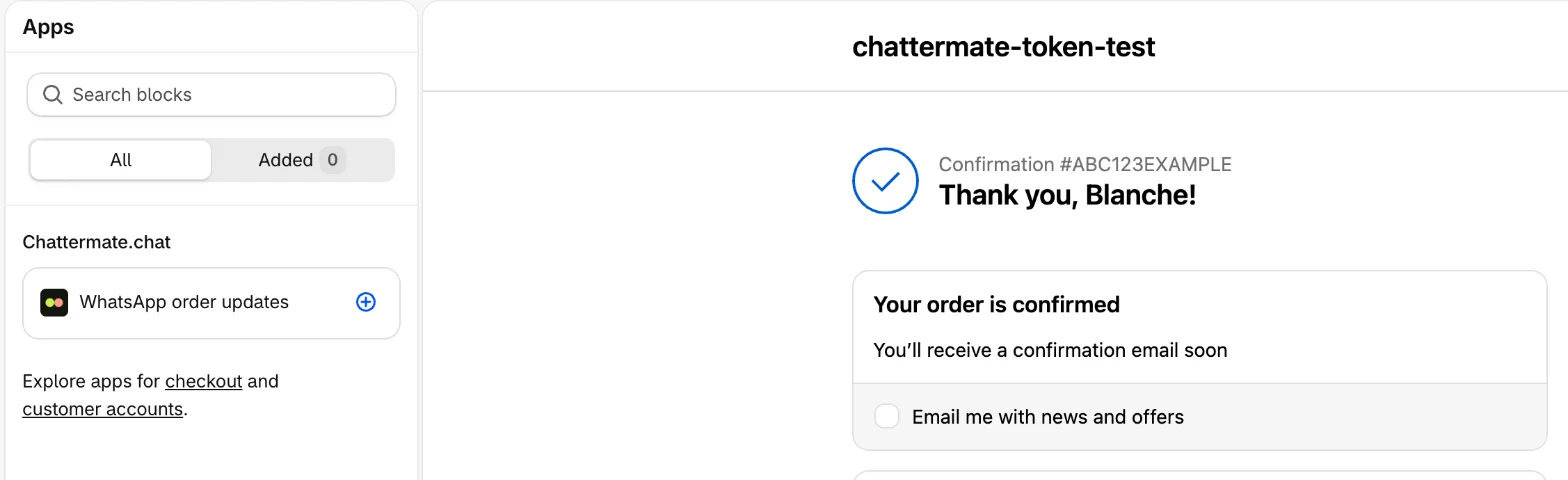 Apps
Search blocks
All
Added 0
Chattermate.chat
WhatsApp order updates
Explore apps for checkout and
customer accounts.
chattermate-token-test
Confirmation #ABC123EXAMPLE
Thank you, Blanche!
Your order is confirmed
You’ll receive a confirmation email soon
Email me with news and offers